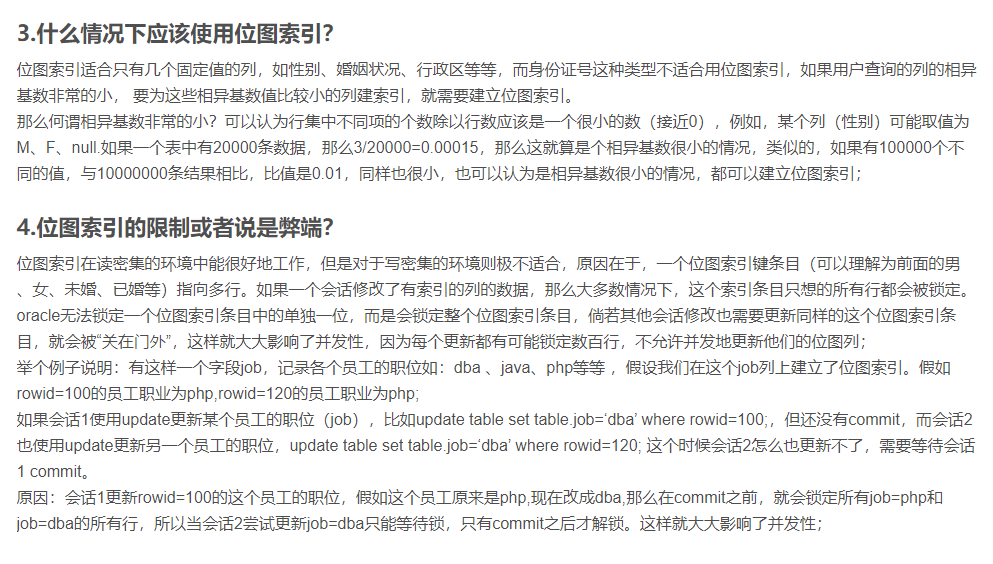 3.什么情况下应该使用位图索引？
位图索引适合只有几个固定值的列，如性别、婚姻状况、行政区等等，而身份证号这种类型不适合用位图索引，如果用户查询的列的相异
基数非常的小， 要为这些相异基数值比较小的列建索引，就需要建立位图索引。
那么何谓相异基数非常的小？可以认为行集中不同项的个数除以行数应该是一个很小的数（接近0），例如，某个列（性别）可能取值为
M、F、null.如果一个表中有20000条数据，那么3/20000=0.00015，那么这就算是个相异基数很小的情况，类似的，如果有100000个不
同的值，与10000000条结果相比，比值是0.01，同样也很小，也可以认为是相异基数很小的情况，都可以建立位图索引；
4.位图索引的限制或者说是弊端？
位图索引在读密集的环境中能很好地工作，但是对于写密集的环境则极不适合，原因在于，一个位图索引键条目（可以理解为前面的男
、女、未婚、已婚等）指向多行。如果一个会话修改了有索引的列的数据，那么大多数情况下，这个索引条目只想的所有行都会被锁定。
oracle无法锁定一个位图索引条目中的单独一位，而是会锁定整个位图索引条目，倘若其他会话修改也需要更新同样的这个位图索引条
目，就会被“关在门外”，这样就大大影响了并发性，因为每个更新都有可能锁定数百行，不允许并发地更新他们的位图列；
举个例子说明：有这样一个字段job，记录各个员工的职位如：dba 、java、php等等 ，假设我们在这个job列上建立了位图索引。假如
rowid=100的员工职业为php,rowid=120的员工职业为php;
如果会话1使用update更新某个员工的职位（job），比如update table set table.job=‘dba’ where rowid=100;，但还没有commit，而会话2
也使用update更新另一个员工的职位，update table set table.job=‘dba’ where rowid=120; 这个时候会话2怎么也更新不了，需要等待会话
1 commit。
原因：会话1更新rowid=100的这个员工的职位，假如这个员工原来是php,现在改成dba,那么在commit之前，就会锁定所有job=php和
job=dba的所有行，所以当会话2尝试更新job=dba只能等待锁，只有commit之后才解锁。这样就大大影响了并发性；